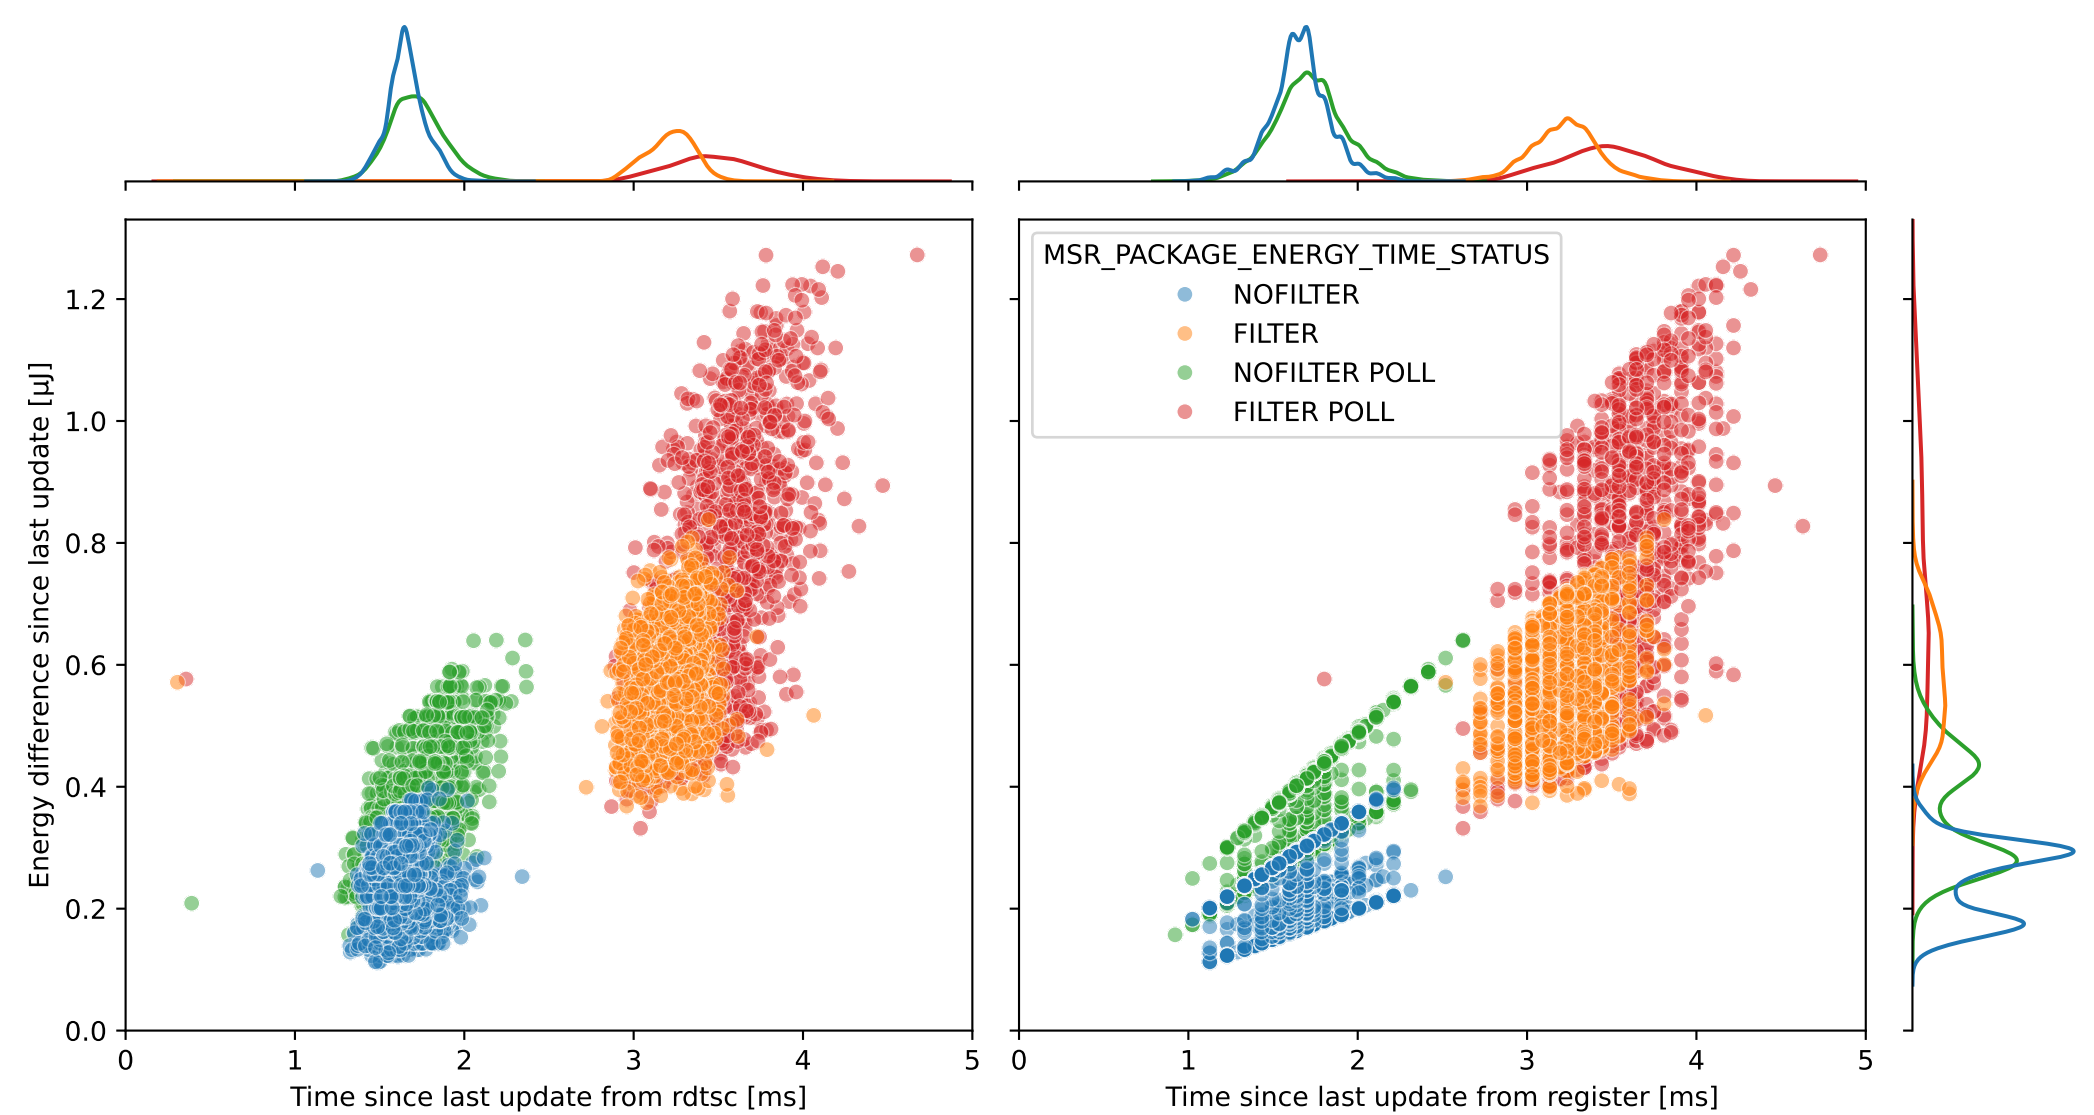 MSR_PACKAGE_ENERGY_TIME_STATUS
NOFILTER
FILTER
NOFILTER POLL
FILTER POLL
Energy difference since last update [μJ]
1.2
1.0
0.8
0.6
0.4
0.2
0.0
0 1 2 3 4 5
0 1 2 3 4 5
Time since last update from rdtsc [ms]
Time since last update from register [ms]